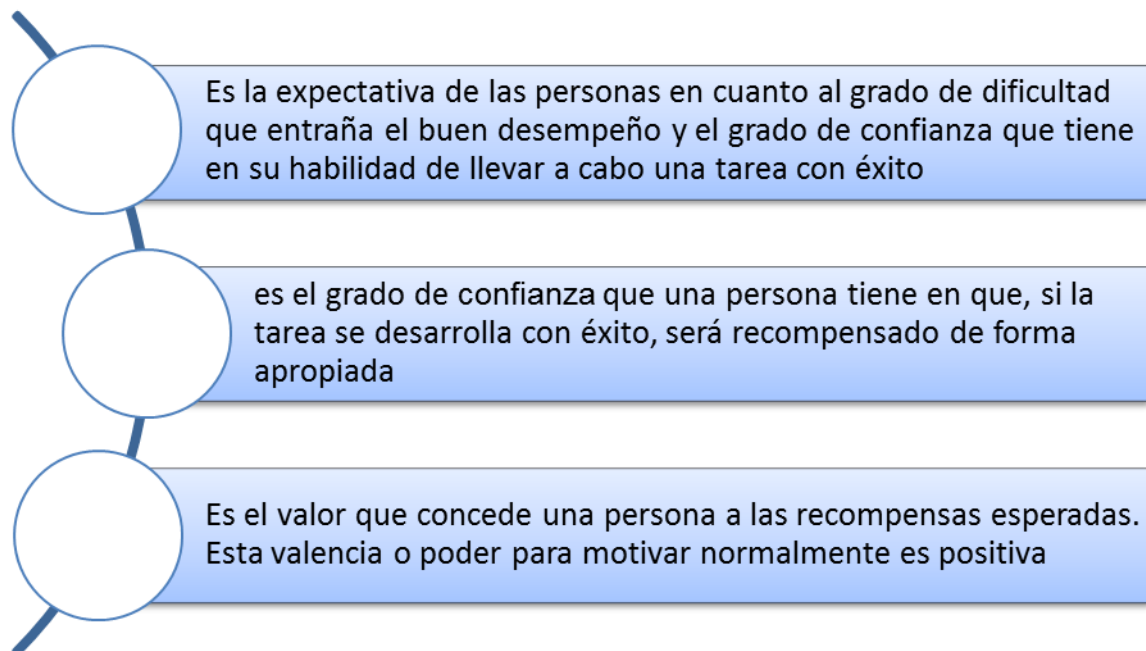 Es la expectativa de las personas en cuanto al grado de dificultad
que entraña el buen desempeño y el grado de confianza que tiene
en su habilidad de llevar a cabo una tarea con éxito
es el grado de confianza que una persona tiene en que, si la
tarea se desarrolla con éxito, será recompensado de forma
apropiada
Es el valor que concede una persona a las recompensas esperadas.
Esta valencia o poder para motivar normalmente es positiva